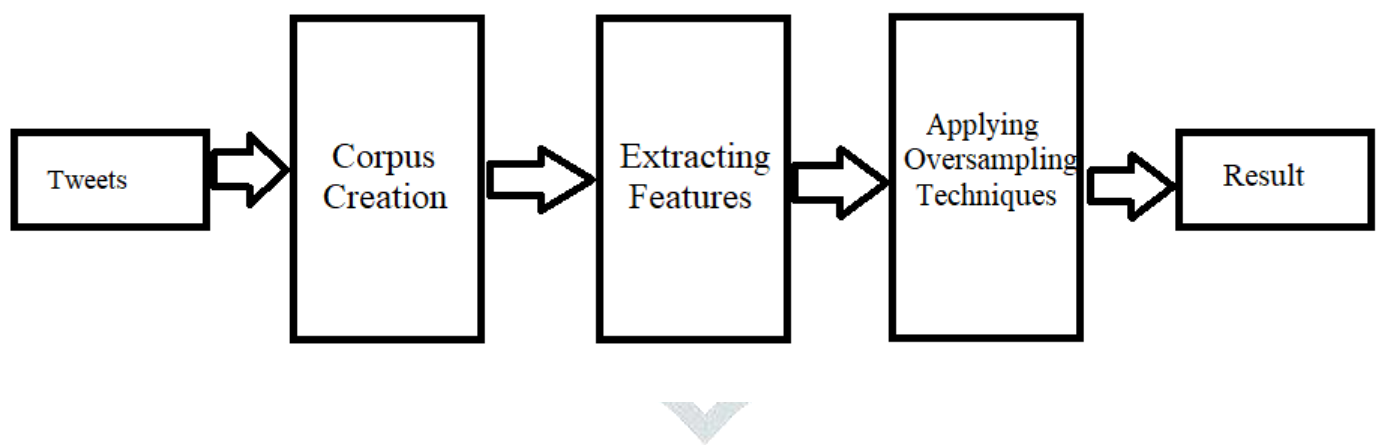 Tweets
Corpus
Creation
Extracting
Features
Applying
Oversampling
Techniques
Result